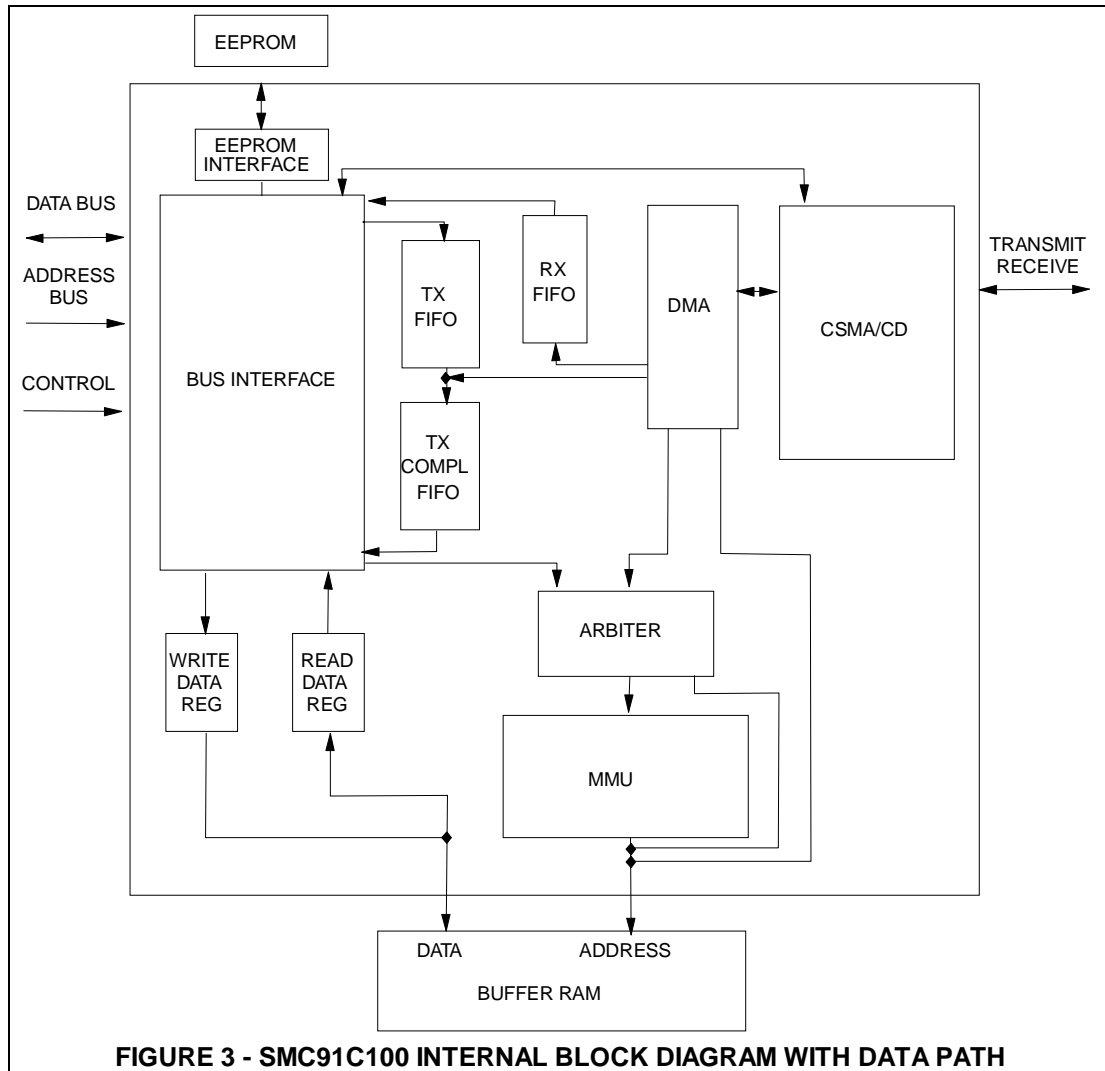 EEPROM
EEPROM
INTERFACE
DATA BUS
ADDRESS
BUS
CONTROL
BUS INTERFACE
TX
FIFO
RX
FIFO
DMA
CSMA/CD
TRANSMIT
RECEIVE
TX
COMPL
FIFO
ARBITER
WRITE
DATA
REG
READ
DATA
REG
MMU
DATA
ADDRESS
BUFFER RAM
FIGURE 3 - SMC91C100 INTERNAL BLOCK DIAGRAM WITH DATA PATH